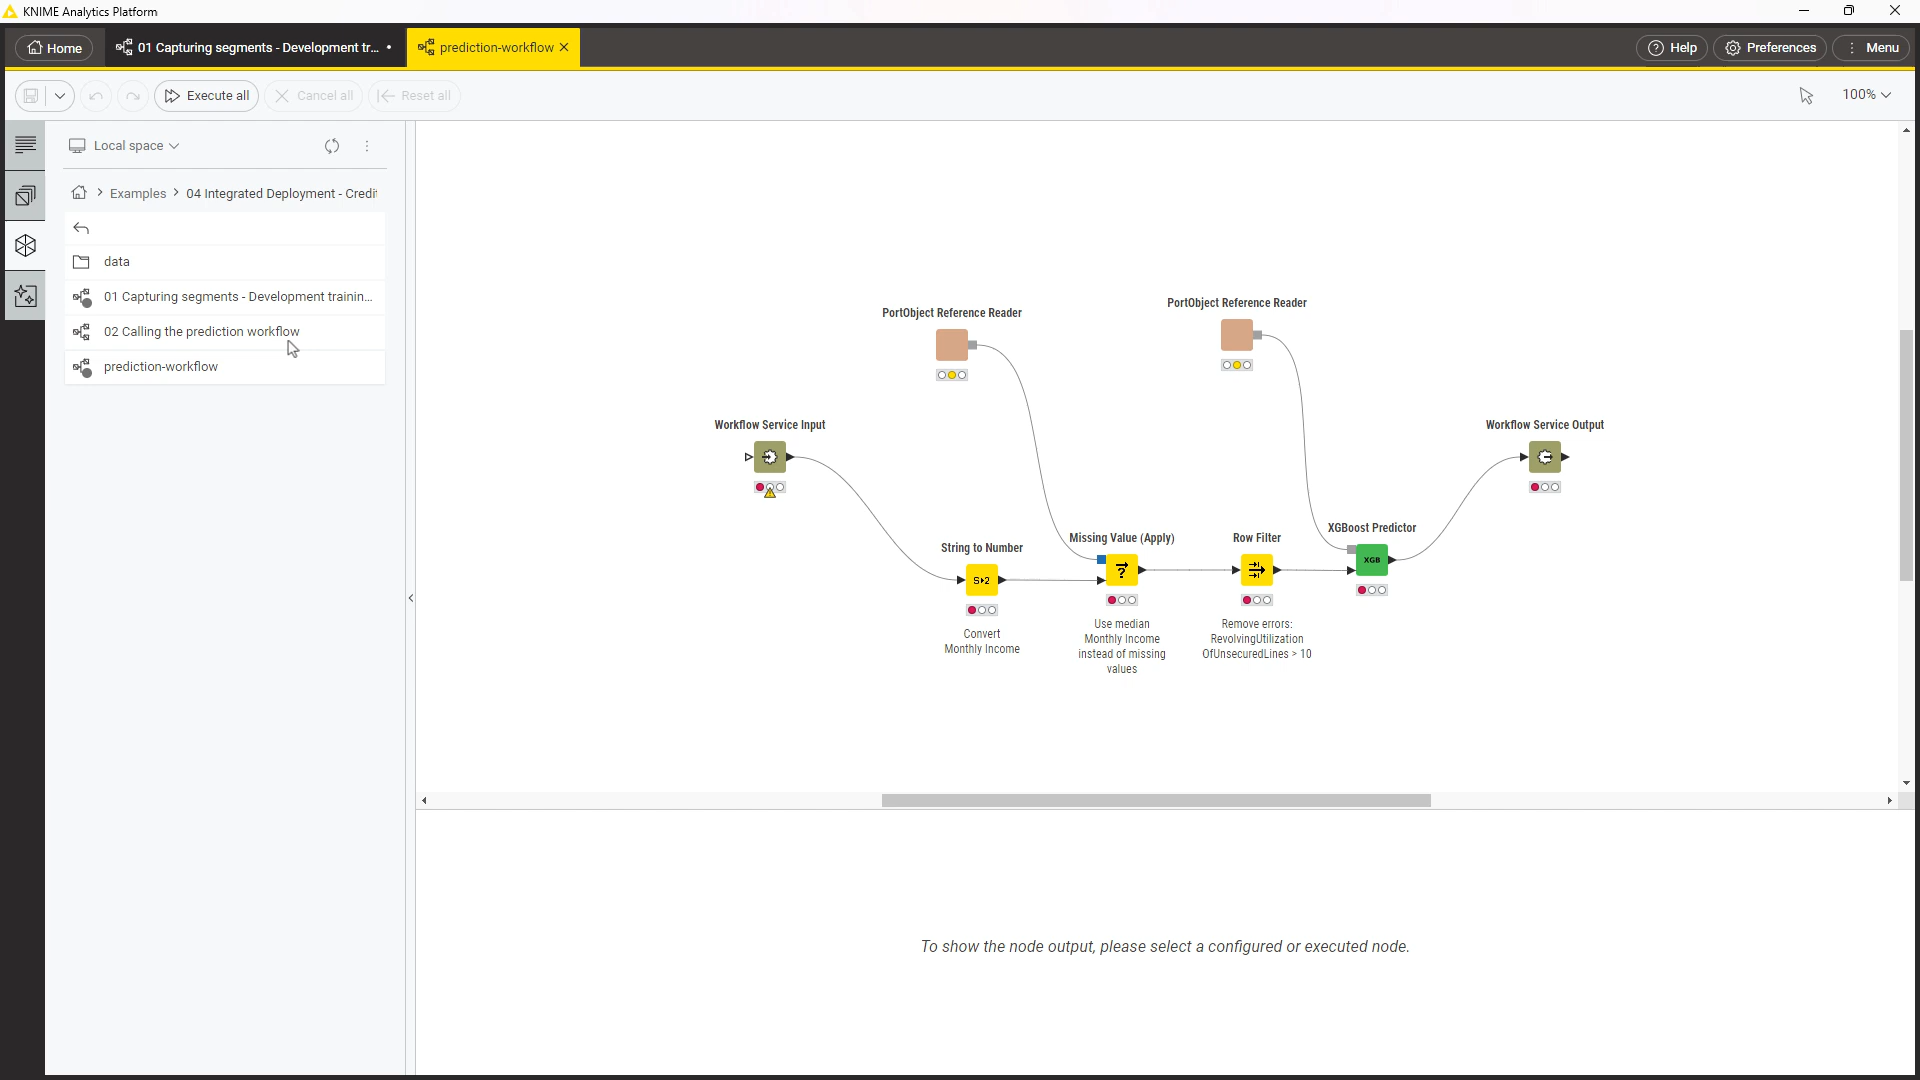 KNIME Analytics Platform
Home
01 Capturing segments - Development tr...
prediction-workflow
Help
Preferences
Menu
Execute all
Cancel all
Reset all
100%
Local space
Examples
04 Integrated Deployment - Credit
data
01 Capturing segments - Development trainin...
02 Calling the prediction workflow
prediction-workflow
PortObject Reference Reader
PortObject Reference Reader
Workflow Service Input
Workflow Service Output
XGBoost Predictor
XGB
Missing Value (Apply)
?
Row Filter
String to Number
S▸2
Convert
Monthly Income
Use median
Monthly Income
instead of missing
values
Remove errors:
RevolvingUtilization
OfUnsecuredLines > 10
To show the node output, please select a configured or executed node.